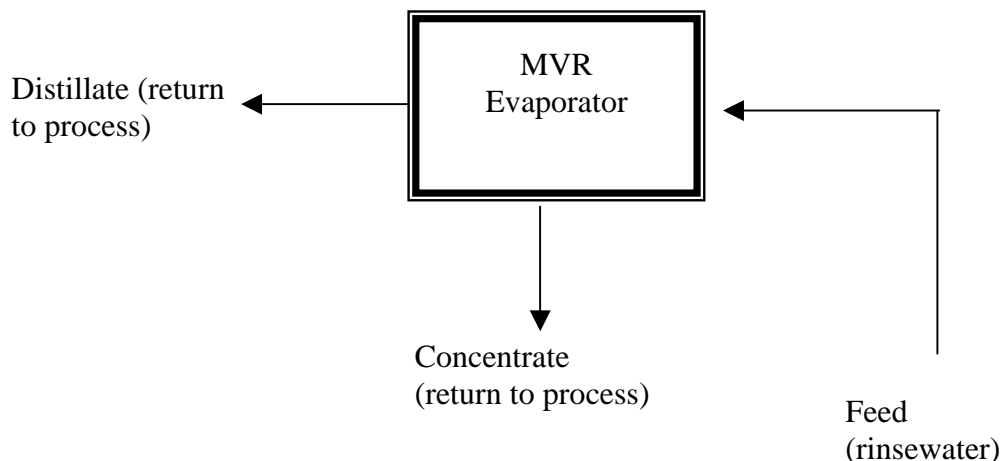 MVR
Evaporator
Distillate (return
to process)
Concentrate
(return to process)
Feed
(rinsewater)